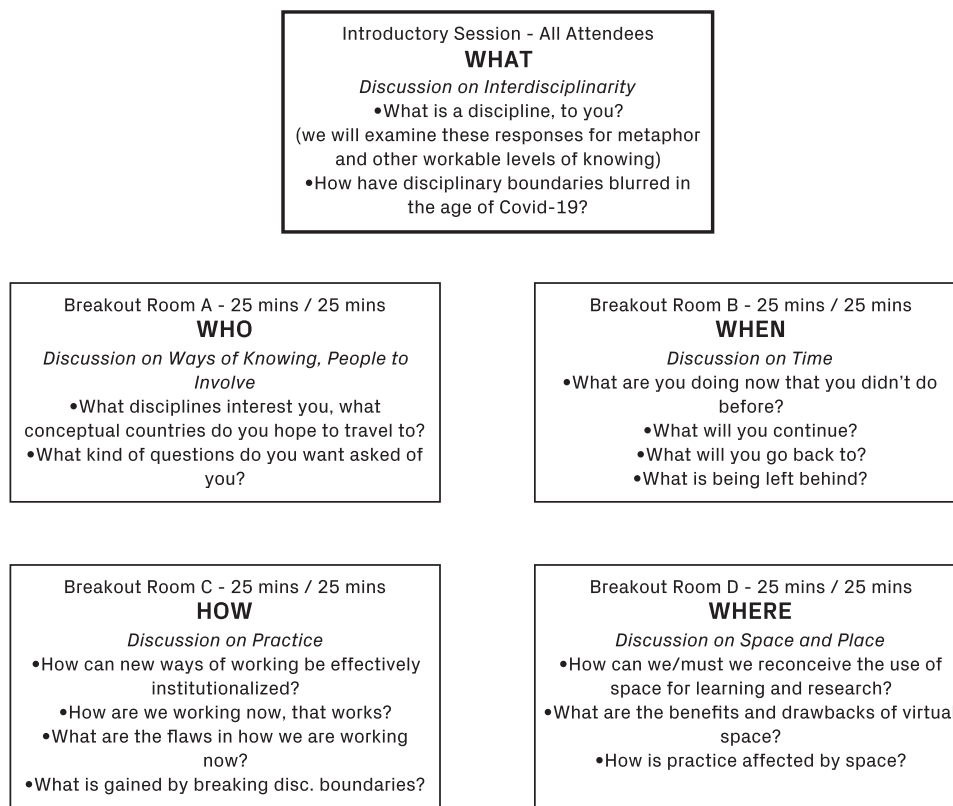 Introductory Session - All Attendees
WHAT
Discussion on Interdisciplinarity
•What is a discipline, to you?
(we will examine these responses for metaphor
and other workable levels of knowing)
•How have disciplinary boundaries blurred in
the age of Covid-19?
Breakout Room A - 25 mins / 25 mins
WHO
Discussion on Ways of Knowing, People to
Involve
•What disciplines interest you, what
conceptual countries do you hope to travel to?
•What kind of questions do you want asked of
you?
Breakout Room B - 25 mins / 25 mins
WHEN
Discussion on Time
•What are you doing now that you didn't do
before?
•What will you continue?
•What will you go back to?
•What is being left behind?
Breakout Room C - 25 mins / 25 mins
HOW
Discussion on Practice
•How can new ways of working be effectively
institutionalized?
•How are we working now, that works?
•What are the flaws in how we are working
now?
•What is gained by breaking disc. boundaries?
Breakout Room D - 25 mins / 25 mins
WHERE
Discussion on Space and Place
•How can we/must we reconceive the use of
space for learning and research?
•What are the benefits and drawbacks of virtual
space?
•How is practice affected by space?